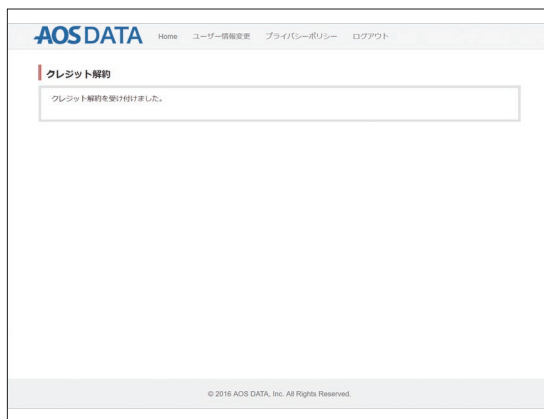 AOSDATA Home ユーザー情報変更 プライバシーポリシー ログアウト
クレジット解約
クレジット解約を受け付けました。
© 2016 AOS DATA, Inc. All Rights Reserved.